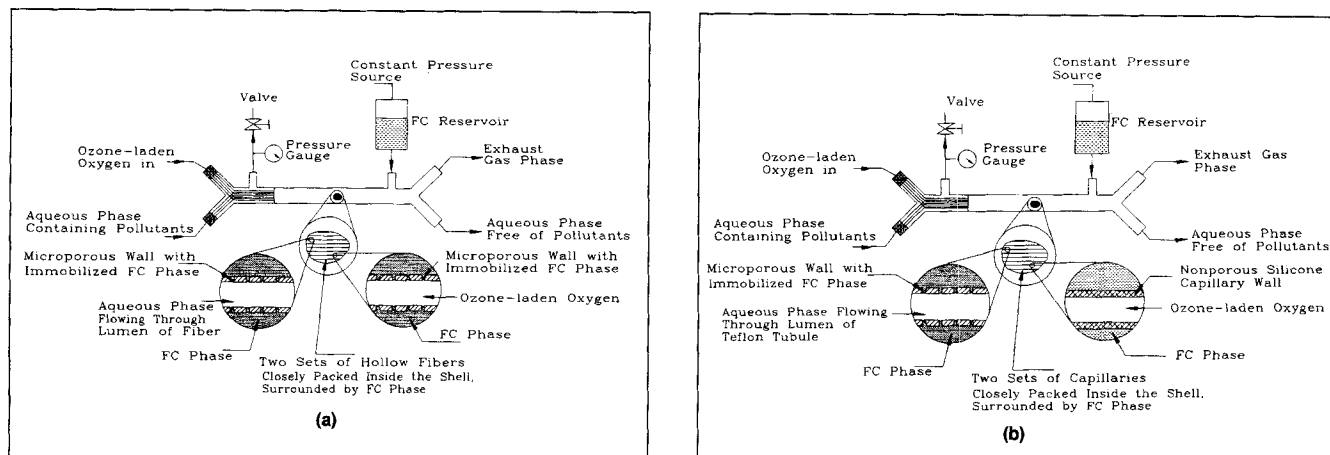 Constant Pressure
Source
Valve
FC Reservoir
Pressure
Gauge
Ozone-laden
Oxygen in
Exhaust
Gas Phase
Aqueous Phase
Containing Pollutants
Aqueous Phase
Free of Pollutants
Microporous Wall with
Immobilized FC Phase
Microporous Wall with
Immobilized FC Phase
Aqueous Phase
Flowing Through
Lumen of Fiber
Ozone-laden Oxygen
FC Phase
FC Phase
Two Sets of Hollow Fibers
Closely Packed Inside the Shell,
Surrounded by FC Phase
(a)
Constant Pressure
Source
Valve
FC Reservoir
Pressure
Gauge
Ozone-laden
Oxygen in
Exhaust Gas
Phase
Aqueous Phase
Containing Pollutants
Aqueous Phase
Free of Pollutants
Microporous Wall with
Immobilized FC Phase
Nonporous Silicone
Capillary Wall
Aqueous Phase Flowing
Through Lumen of
Teflon Tubule
Ozone-laden Oxygen
FC Phase
FC Phase
Two Sets of Capillaries
Closely Packed Inside the Shell,
Surrounded by FC Phase
(b)